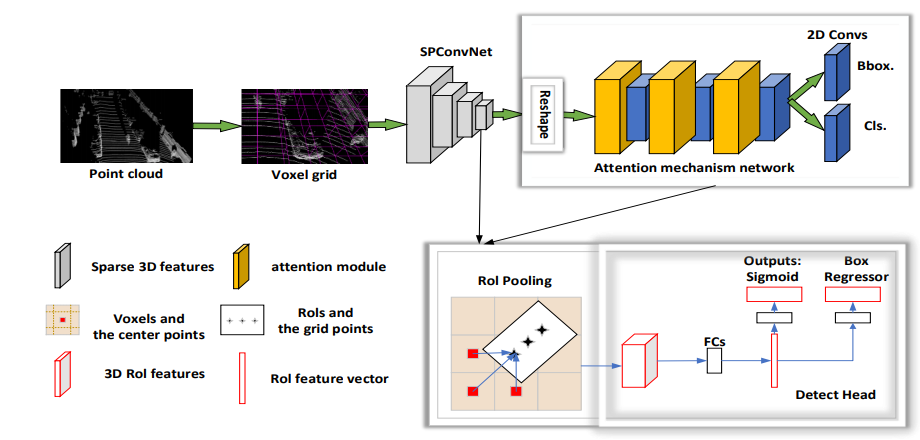 SPConvNet
2D Convs
Bbox.
Reshape
Cls.
Point cloud
Voxel grid
Attention mechanism network
Sparse 3D features
attention module
Voxels and
the center points
RoIs and
the grid points
3D RoI features
RoI feature vector
RoI Pooling
Outputs:
Sigmoid
Box
Regressor
FCs
Detect Head